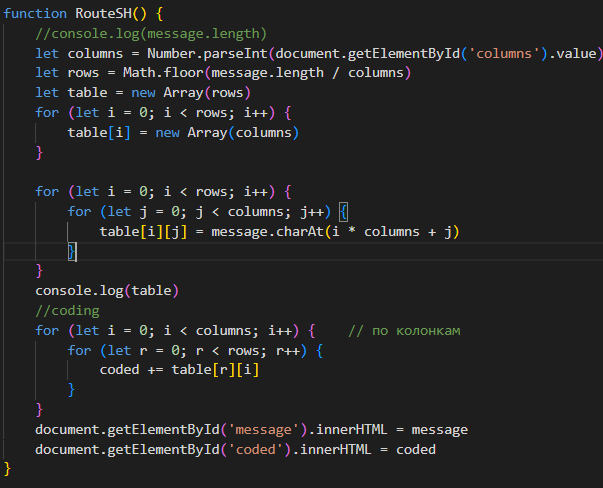 function RouteSH() {
    //console.log(message.length)
    let columns = Number.parseInt(document.getElementById('columns').value)
    let rows = Math.floor(message.length / columns)
    let table = new Array(rows)
    for (let i = 0; i < rows; i++) {
        table[i] = new Array(columns)
    }

    for (let i = 0; i < rows; i++) {
        for (let j = 0; j < columns; j++) {
            table[i][j] = message.charAt(i * columns + j)
        }
    }
    console.log(table)
    //coding
    for (let i = 0; i < columns; i++) {    // по колонкам
        for (let r = 0; r < rows; r++) {
            coded += table[r][i]
        }
    }
    document.getElementById('message').innerHTML = message
    document.getElementById('coded').innerHTML = coded
}